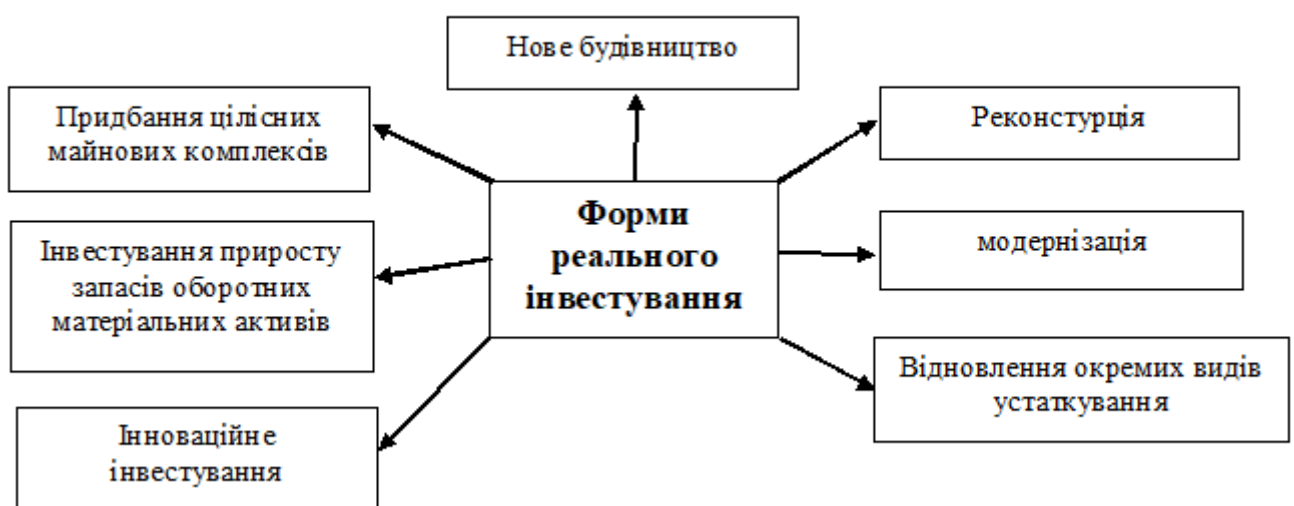 Нове будівництво
Придбання цілісних
майнових комплексів
Реконстурція
Форми
реального
інвестування
Інвестування приросту
запасів оборотних
матеріальних активів
модернізація
Відновлення окремих видів
устаткування
Інноваційне
інвестування